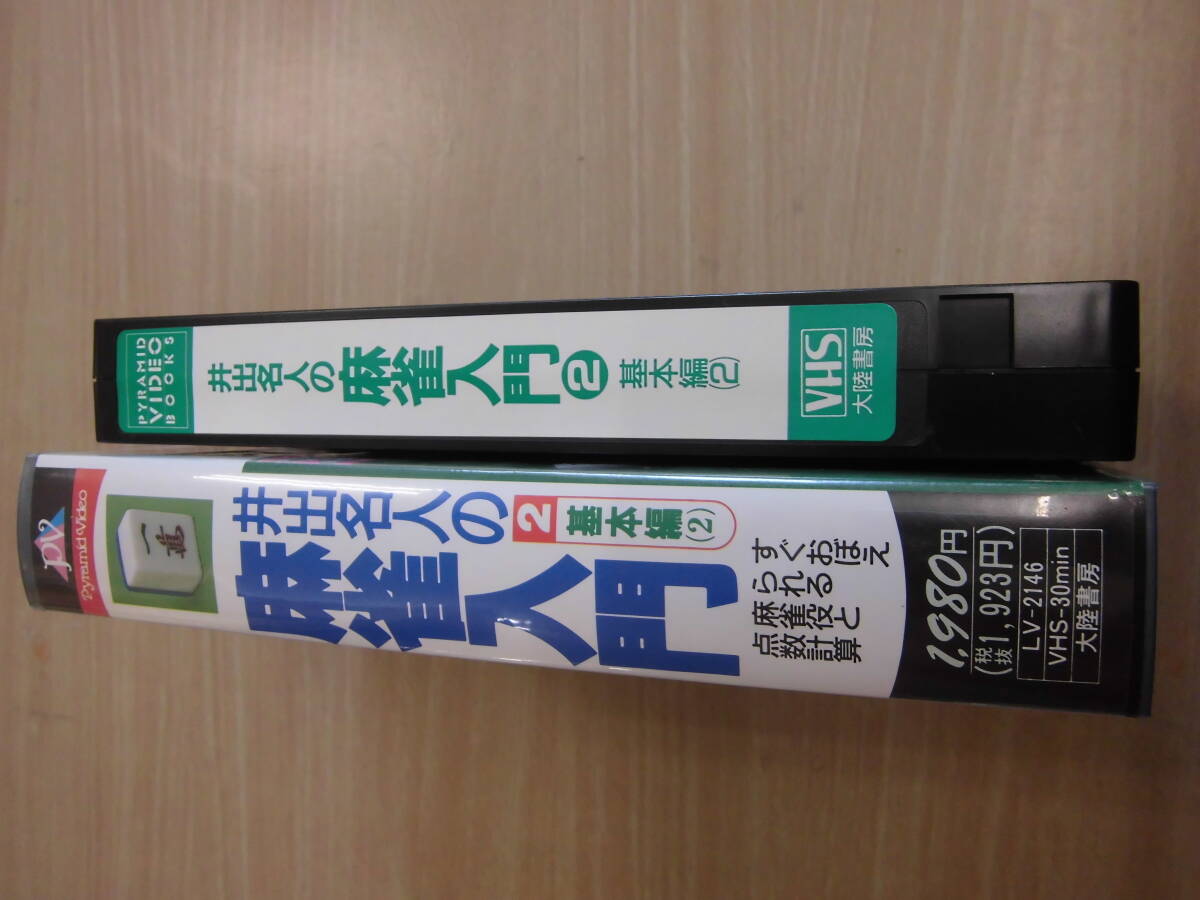 PYRAMID
VIDEO
BOOKS
井出名人の
麻雀入門
2
基本編
(2)
VHS
大陸書房
PV
Pyramid Video
一萬
井出名人の
麻雀入門
2
基本編
(2)
すぐおぼえ
られる
麻雀役と
点数計算
1,980円
(税抜1,923円)
LV-2146
VHS-30min
大陸書房